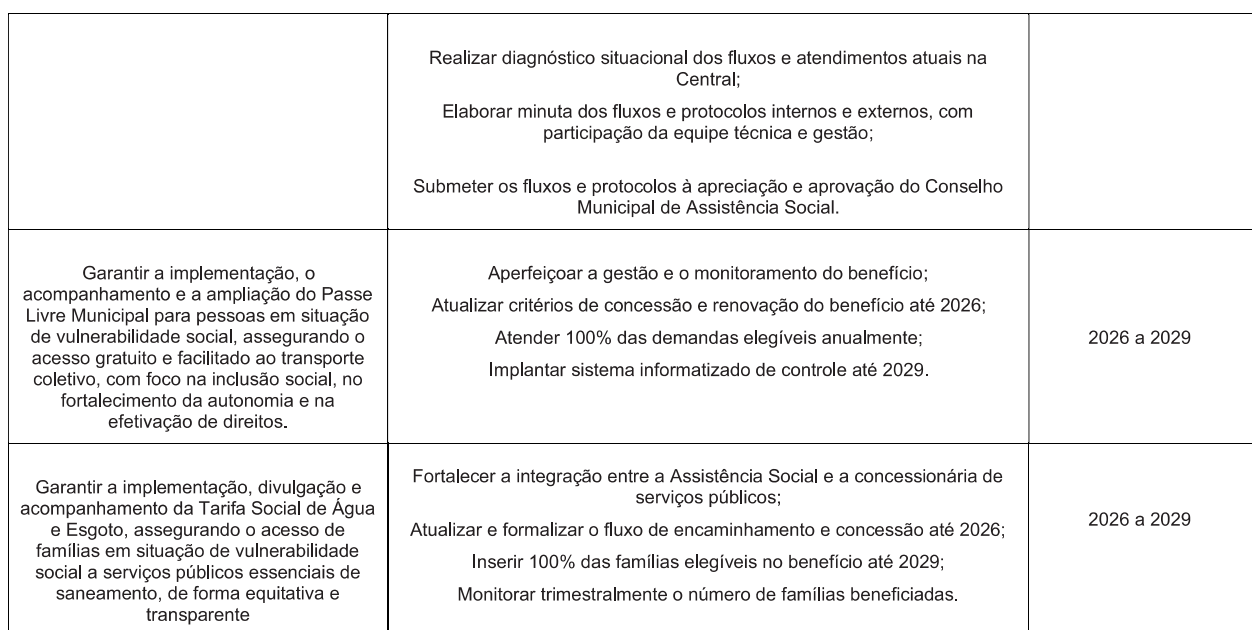 Realizar diagnóstico situacional dos fluxos e atendimentos atuais na
Central;
Elaborar minuta dos fluxos e protocolos internos e externos, com
participação da equipe técnica e gestão;
Submeter os fluxos e protocolos à apreciação e aprovação do Conselho
Municipal de Assistência Social.
Garantir a implementação, o
acompanhamento e a ampliação do Passe
Livre Municipal para pessoas em situação
de vulnerabilidade social, assegurando o
acesso gratuito e facilitado ao transporte
coletivo, com foco na inclusão social, no
fortalecimento da autonomia e na
efetivação de direitos.
Aperfeiçoar a gestão e o monitoramento do benefício;
Atualizar critérios de concessão e renovação do benefício até 2026;
Atender 100% das demandas elegíveis anualmente;
Implantar sistema informatizado de controle até 2029.
2026 a 2029
Garantir a implementação, divulgação e
acompanhamento da Tarifa Social de Água
e Esgoto, assegurando o acesso de
famílias em situação de vulnerabilidade
social a serviços públicos essenciais de
saneamento, de forma equitativa e
transparente
Fortalecer a integração entre a Assistência Social e a concessionária de
serviços públicos;
Atualizar e formalizar o fluxo de encaminhamento e concessão até 2026;
Inserir 100% das famílias elegíveis no benefício até 2029;
Monitorar trimestralmente o número de famílias beneficiadas.
2026 a 2029